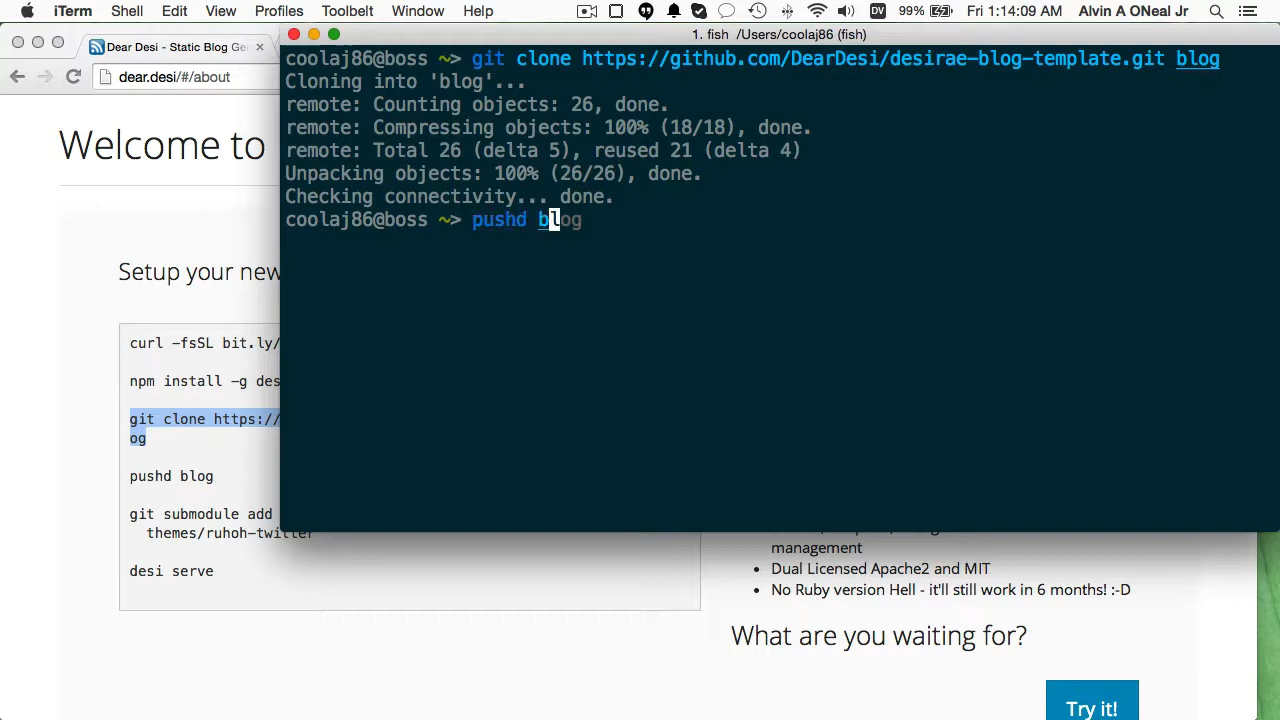 iTerm Shell Edit View Profiles Toolbelt Window Help DV 99% Fri 1:14:09 AM Alvin A ONeal Jr
Dear Desi - Static Blog Ge
dear.desi/#/about
1. fish /Users/coolaj86 (fish)
coolaj86@boss ~> git clone https://github.com/DearDesi/desirae-blog-template.git blog
Cloning into 'blog'...
remote: Counting objects: 26, done.
remote: Compressing objects: 100% (18/18), done.
remote: Total 26 (delta 5), reused 21 (delta 4)
Unpacking objects: 100% (26/26), done.
Checking connectivity... done.
coolaj86@boss ~> pushd blog
Welcome to
Setup your new
curl -fsSL bit.ly/
npm install -g des
git clone https://
og
pushd blog
git submodule add
themes/ruhoh-twitter
desi serve
management
• Dual Licensed Apache2 and MIT
• No Ruby version Hell - it'll still work in 6 months! :-D
What are you waiting for?
Try it!